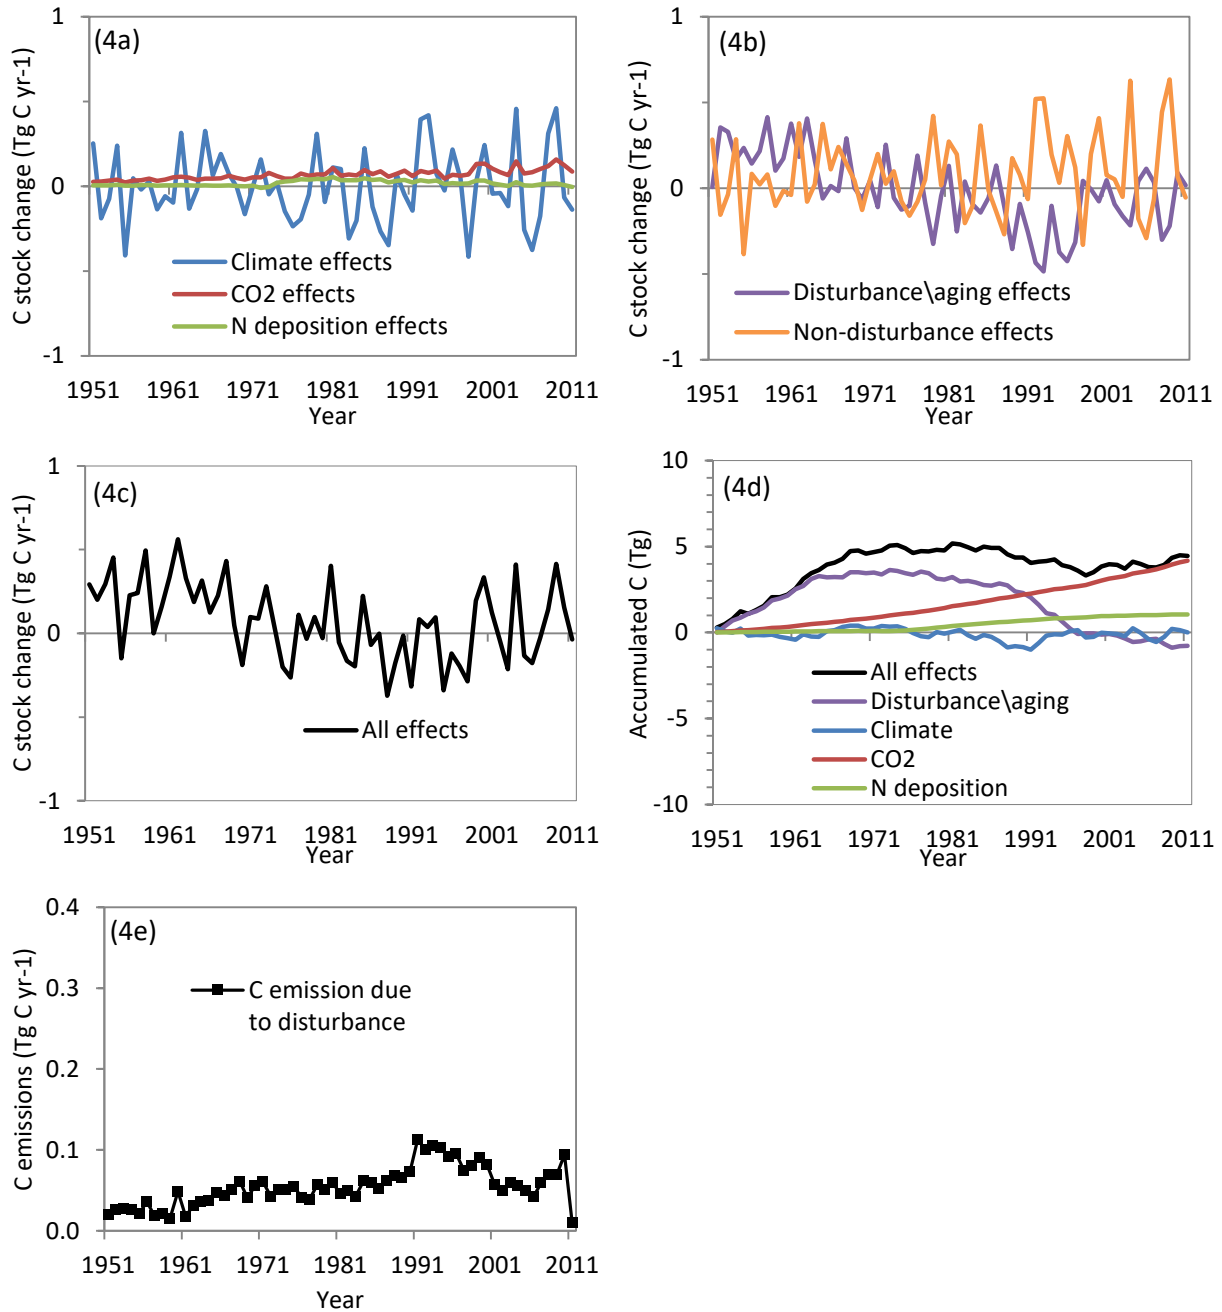 (4a)
C stock change (Tg C yr-1)
1
0
-1
Climate effects
CO2 effects
N deposition effects
1951 1961 1971 1981 1991 2001 2011
Year
(4b)
C stock change (Tg C yr-1)
1
0
-1
Disturbance\aging effects
Non-disturbance effects
1951 1961 1971 1981 1991 2001 2011
Year
(4c)
C stock change (Tg C yr-1)
1
0
-1
All effects
1951 1961 1971 1981 1991 2001 2011
Year
(4d)
Accumulated C (Tg)
10
5
0
-5
-10
All effects
Disturbance\aging
Climate
CO2
N deposition
1951 1961 1971 1981 1991 2001 2011
Year
(4e)
C emissions (Tg C yr-1)
0.4
0.3
0.2
0.1
0.0
C emission due
to disturbance
1951 1961 1971 1981 1991 2001 2011
Year